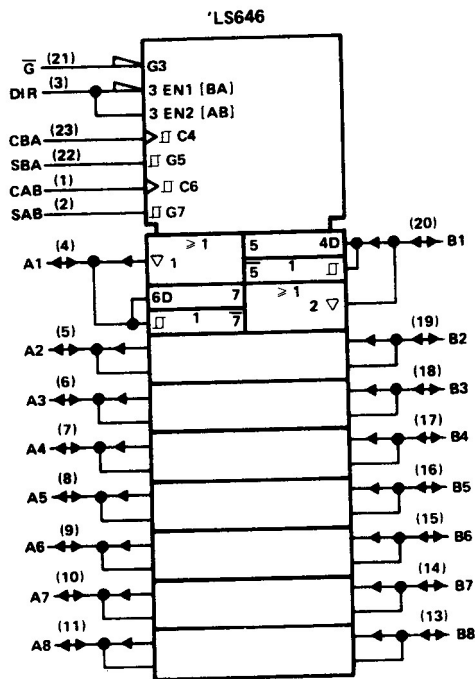 'LS646
G̅ (21) G3
DIR (3) 3 EN1 [BA]
3 EN2 [AB]
CBA (23) C4
SBA (22) G5
CAB (1) C6
SAB (2) G7
A1 (4) ▽ 1 ≥ 1 5 4D (20) B1
5̅ 1
6D 7 ≥ 1
1 7̅ 2 ▽
A2 (5) (19) B2
A3 (6) (18) B3
A4 (7) (17) B4
A5 (8) (16) B5
A6 (9) (15) B6
A7 (10) (14) B7
A8 (11) (13) B8